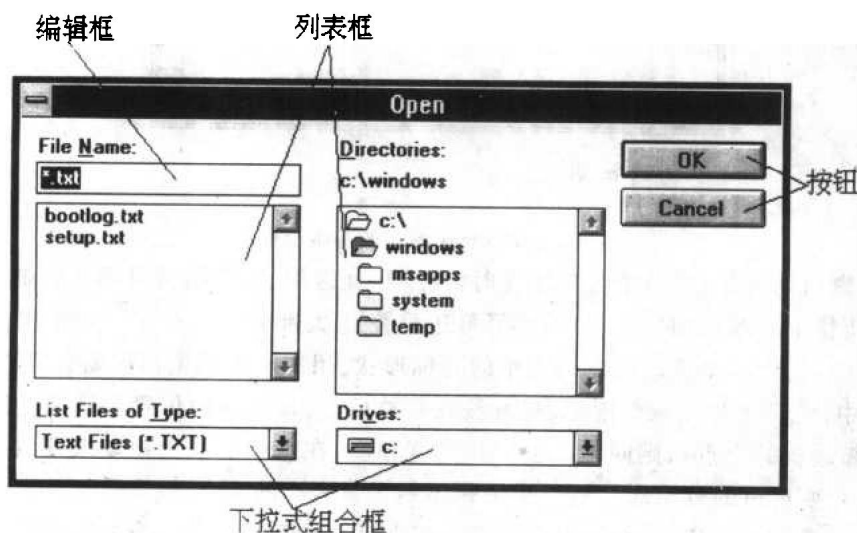 编辑框 列表框
Open
File Name:
*.txt
bootlog.txt
setup.txt
List Files of Type:
Text Files (*.TXT)
Directories:
c:\windows
c:\
windows
msapps
system
temp
Drives:
c:
OK
Cancel
按钮
下拉式组合框